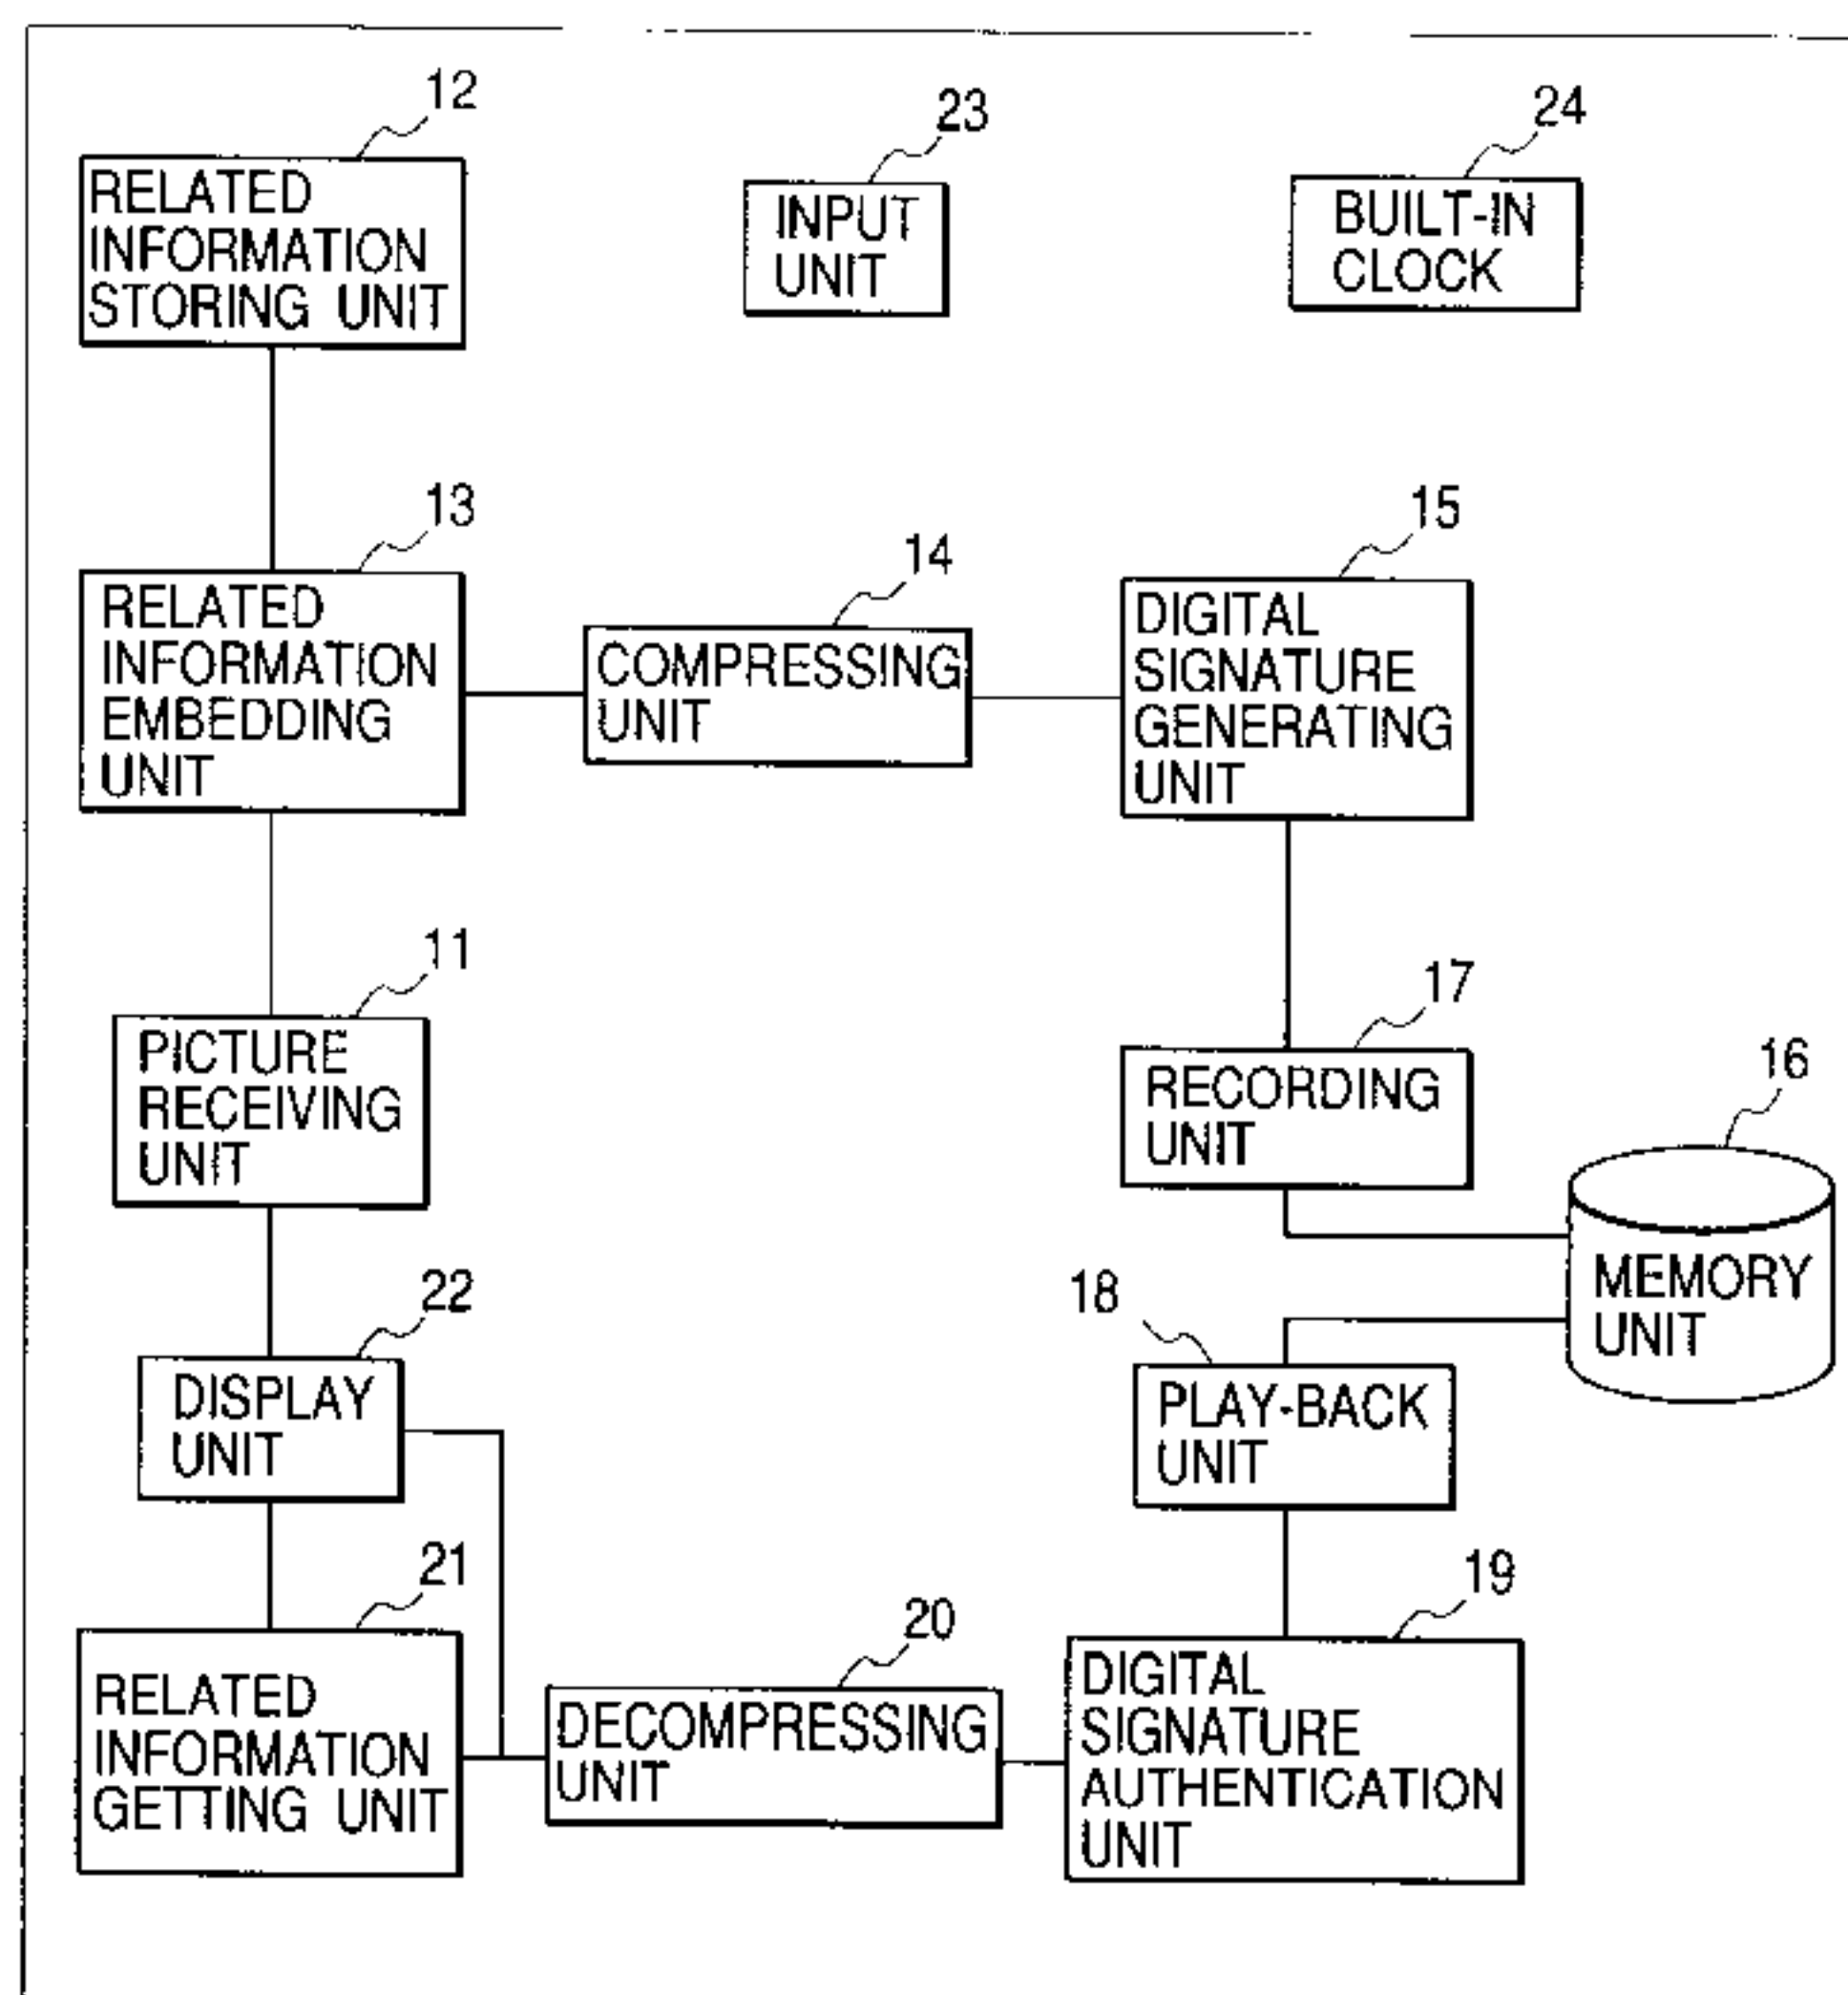 12
RELATED
INFORMATION
STORING UNIT
23
INPUT
UNIT
24
BUILT-IN
CLOCK
13
RELATED
INFORMATION
EMBEDDING
UNIT
14
COMPRESSING
UNIT
15
DIGITAL
SIGNATURE
GENERATING
UNIT
11
PICTURE
RECEIVING
UNIT
17
RECORDING
UNIT
16
MEMORY
UNIT
22
DISPLAY
UNIT
18
PLAY-BACK
UNIT
21
RELATED
INFORMATION
GETTING UNIT
20
DECOMPRESSING
UNIT
19
DIGITAL
SIGNATURE
AUTHENTICATION
UNIT